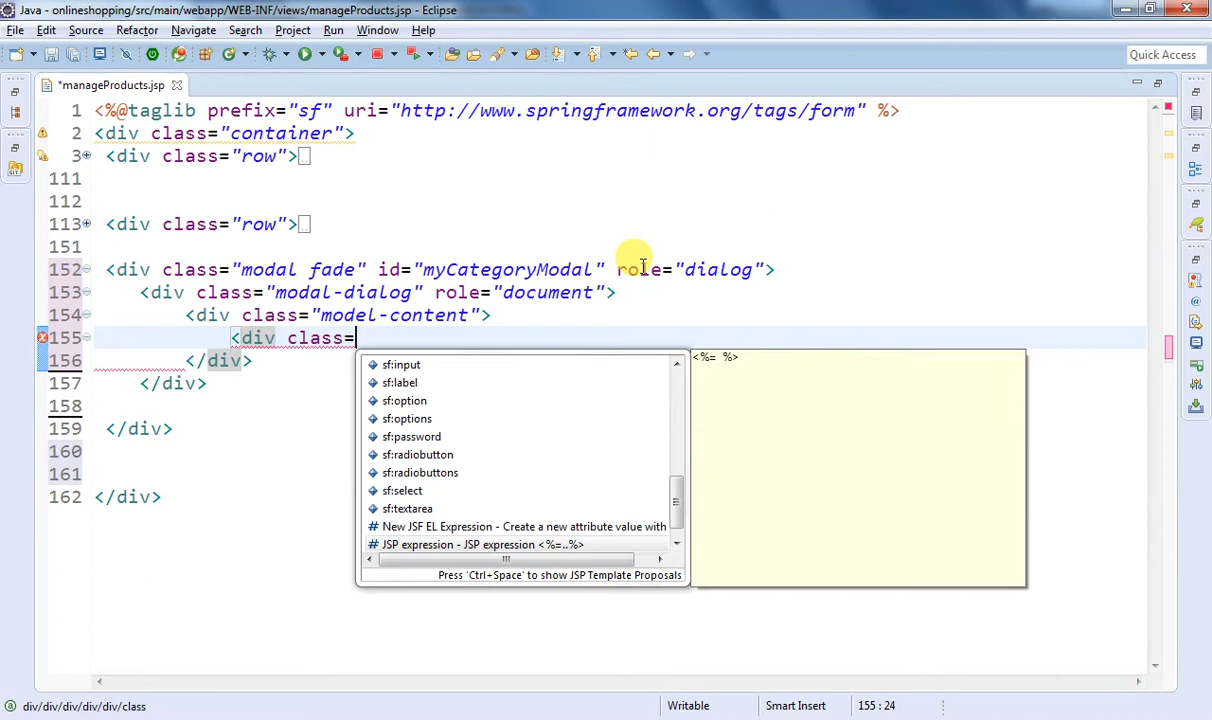 Java - onlineshopping/src/main/webapp/WEB-INF/views/manageProducts.jsp - Eclipse
File Edit Source Refactor Navigate Search Project Run Window Help
Quick Access
*manageProducts.jsp
1 <%@taglib prefix="sf" uri="http://www.springframework.org/tags/form" %>
2 <div class="container">
3 <div class="row">
111
112
113 <div class="row">
151
152 <div class="modal fade" id="myCategoryModal" role="dialog">
153 <div class="modal-dialog" role="document">
154 <div class="model-content">
155 <div class=
156 </div>
157 </div>
158
159 </div>
160
161
162 </div>
sf:input
sf:label
sf:option
sf:options
sf:password
sf:radiobutton
sf:radiobuttons
sf:select
sf:textarea
# New JSF EL Expression - Create a new attribute value with
# JSP expression - JSP expression <%=..%>
Press 'Ctrl+Space' to show JSP Template Proposals
<%= %>
div/div/div/div/div/class
Writable
Smart Insert
155 : 24